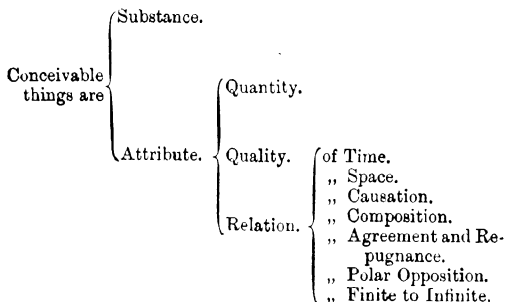 Substance.
Conceivable
things are
Quantity.
Attribute.
Quality.
of Time.
„ Space.
„ Causation.
Relation.
„ Composition.
„ Agreement and Re-
pugnance.
„ Polar Opposition.
„ Finite to Infinite.